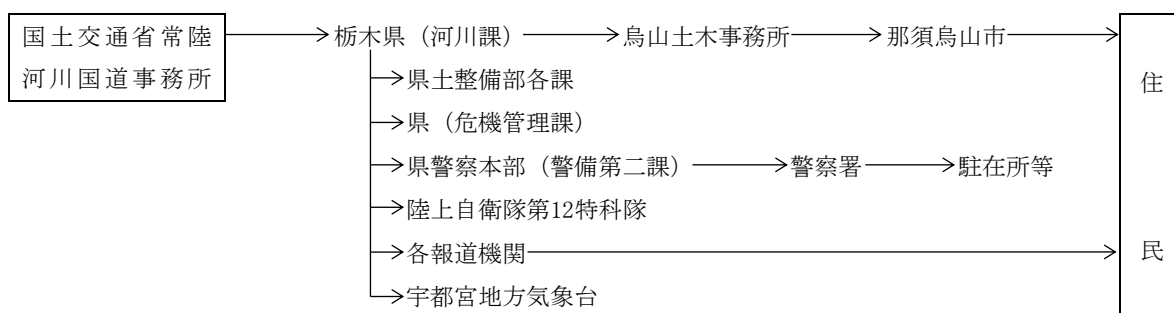 国土交通省常陸
河川国道事務所
栃木県（河川課）
烏山土木事務所
那須烏山市
県土整備部各課
県（危機管理課）
県警察本部（警備第二課）
警察署
駐在所等
陸上自衛隊第12特科隊
各報道機関
宇都宮地方気象台
住
民